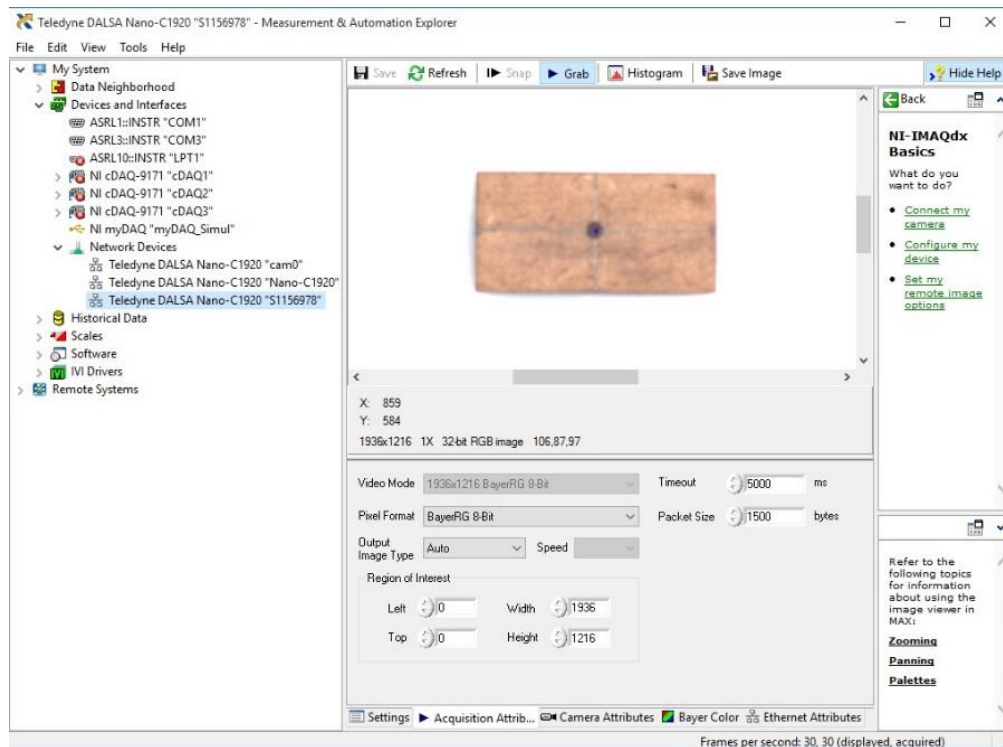 Teledyne DALSA Nano-C1920 "S1156978" - Measurement & Automation Explorer
File Edit View Tools Help
My System
Data Neighborhood
Devices and Interfaces
ASRL1::INSTR "COM1"
ASRL3::INSTR "COM3"
ASRL10::INSTR "LPT1"
NI cDAQ-9171 "cDAQ1"
NI cDAQ-9171 "cDAQ2"
NI cDAQ-9171 "cDAQ3"
NI myDAQ "myDAQ_Simul"
Network Devices
Teledyne DALSA Nano-C1920 "cam0"
Teledyne DALSA Nano-C1920 "Nano-C1920"
Teledyne DALSA Nano-C1920 "S1156978"
Historical Data
Scales
Software
IVI Drivers
Remote Systems
Save Refresh Snap Grab Histogram Save Image Hide Help
X: 859
Y: 584
1936x1216 1X 32-bit RGB image 106,87,97
Video Mode 1936x1216 BayerRG 8-Bit Timeout 5000 ms
Pixel Format BayerRG 8-Bit Packet Size 1500 bytes
Output
Image Type Auto Speed
Region of Interest
Left 0 Width 1936
Top 0 Height 1216
Settings Acquisition Attrib... Camera Attributes Bayer Color Ethernet Attributes
Back
NI-IMAQdx
Basics
What do you
want to do?
Connect my
camera
Configure my
device
Set my
remote image
options
Refer to the
following topics
for information
about using the
image viewer in
MAX:
Zooming
Panning
Palettes
Frames per second: 30, 30 (displayed, acquired)